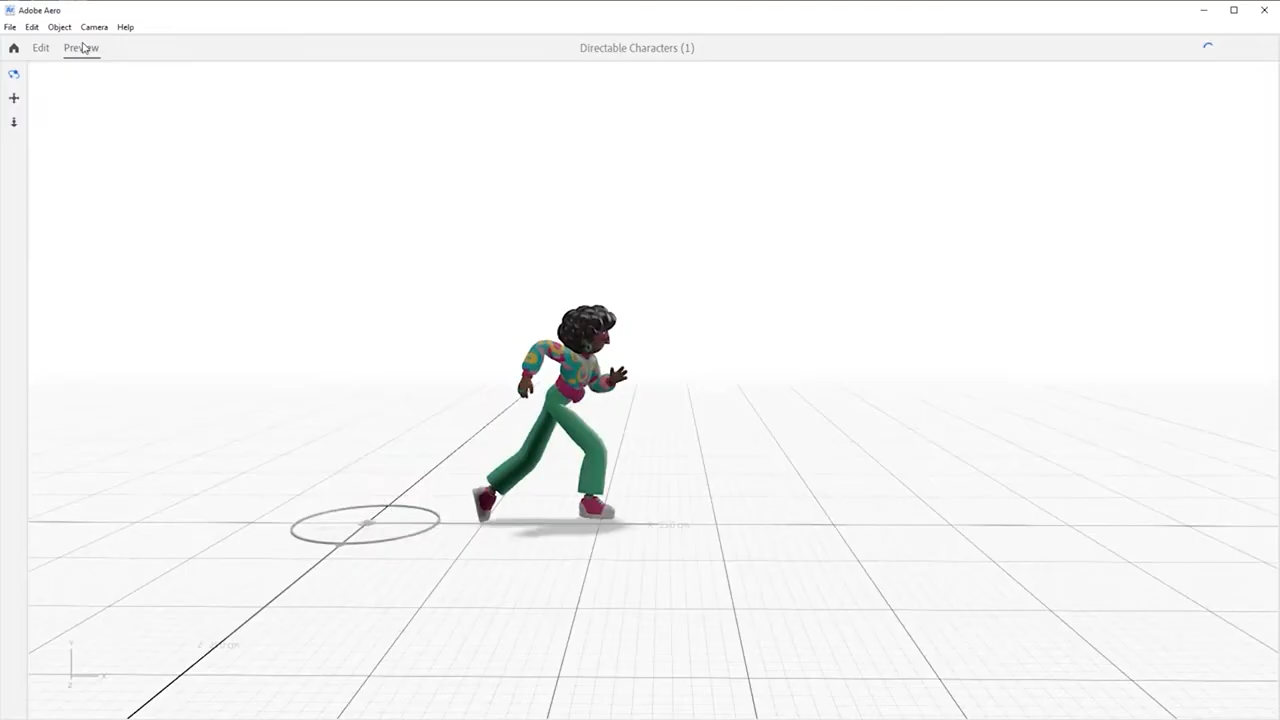 Adobe Aero
File Edit Object Camera Help
Edit Preview Directable Characters (1)
Y
X
Z